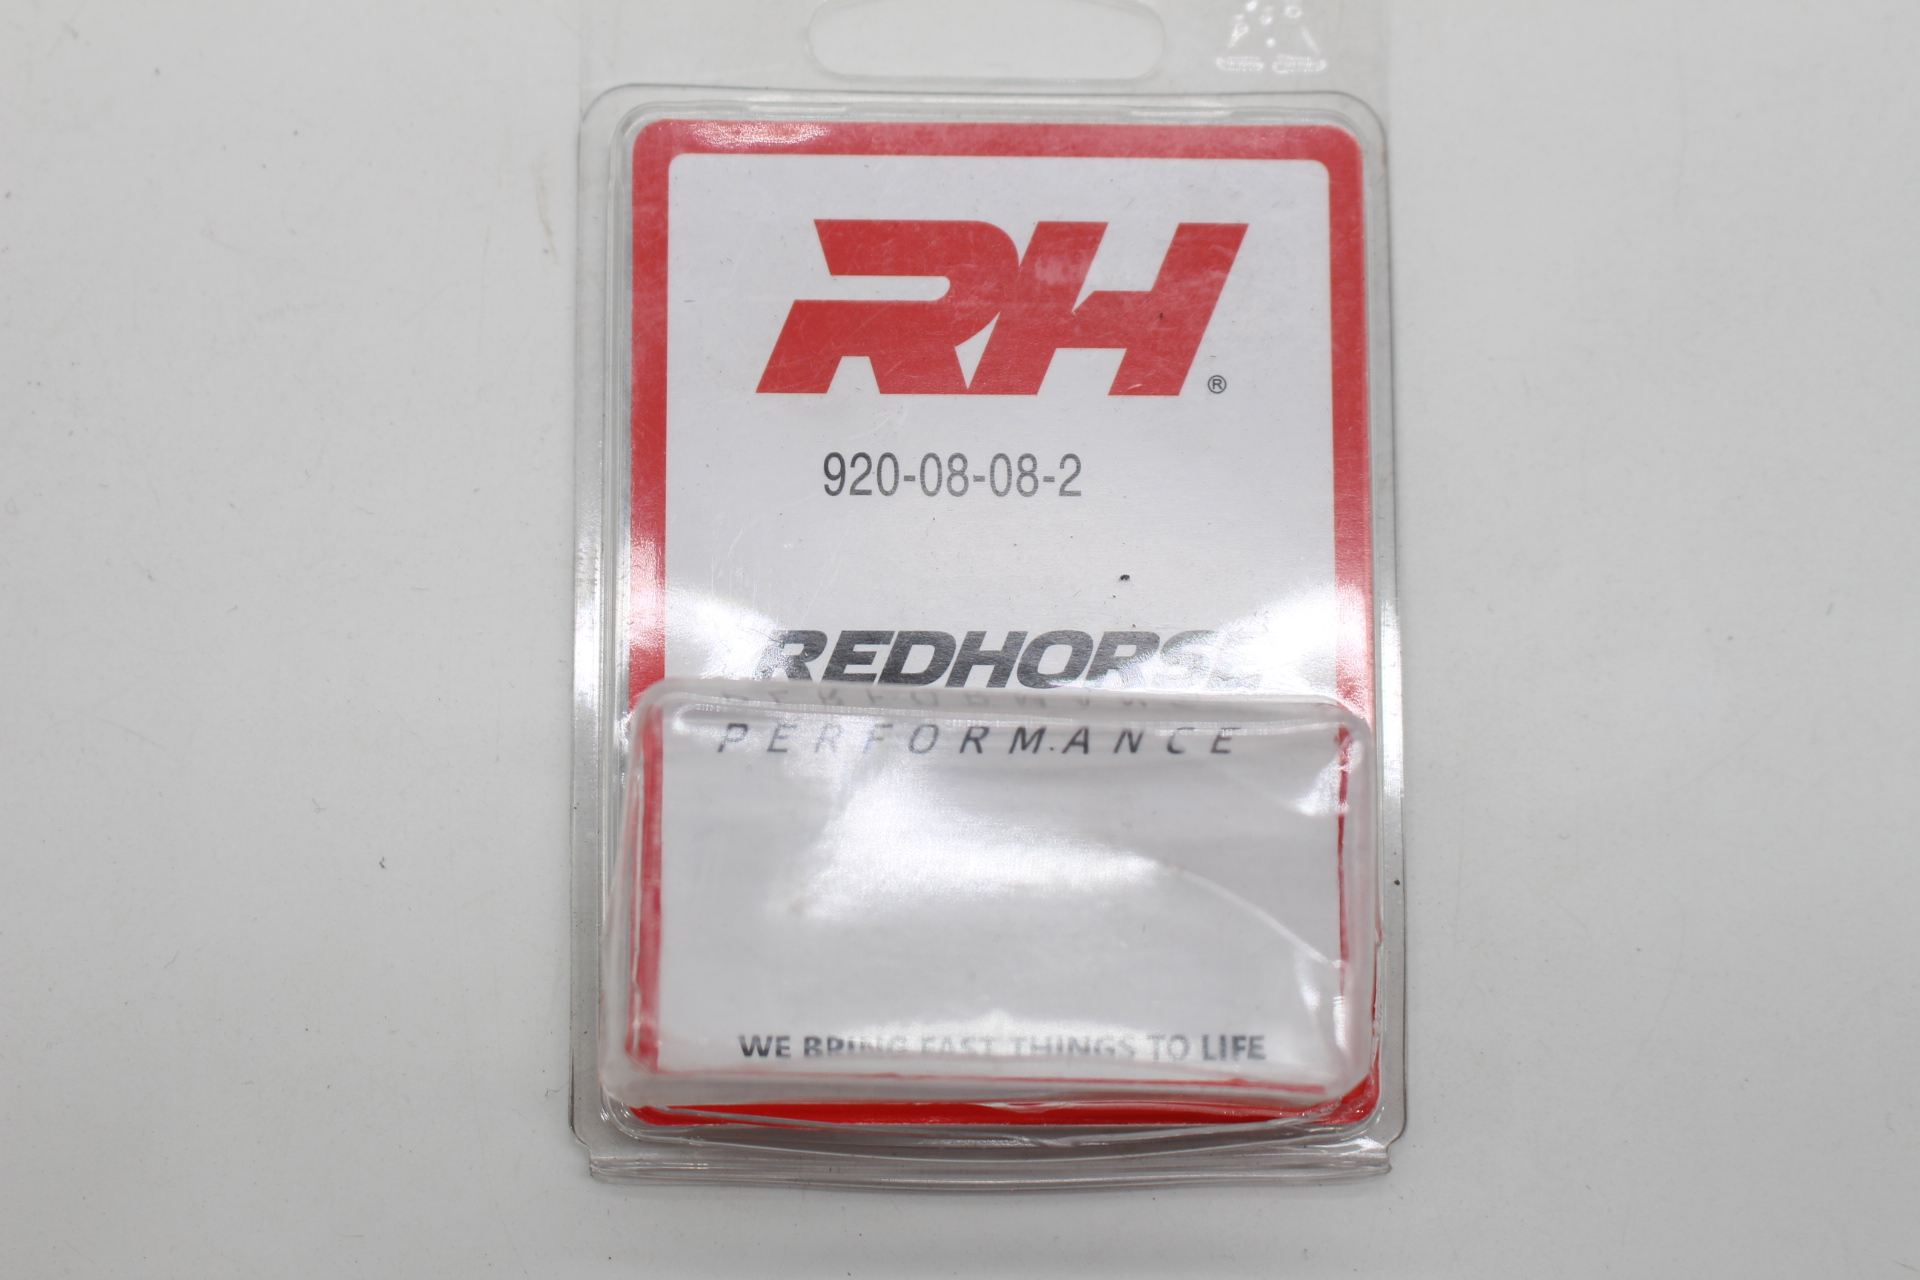 RH®
920-08-08-2
REDHORSE
PERFORMANCE
WE BRING FAST THINGS TO LIFE